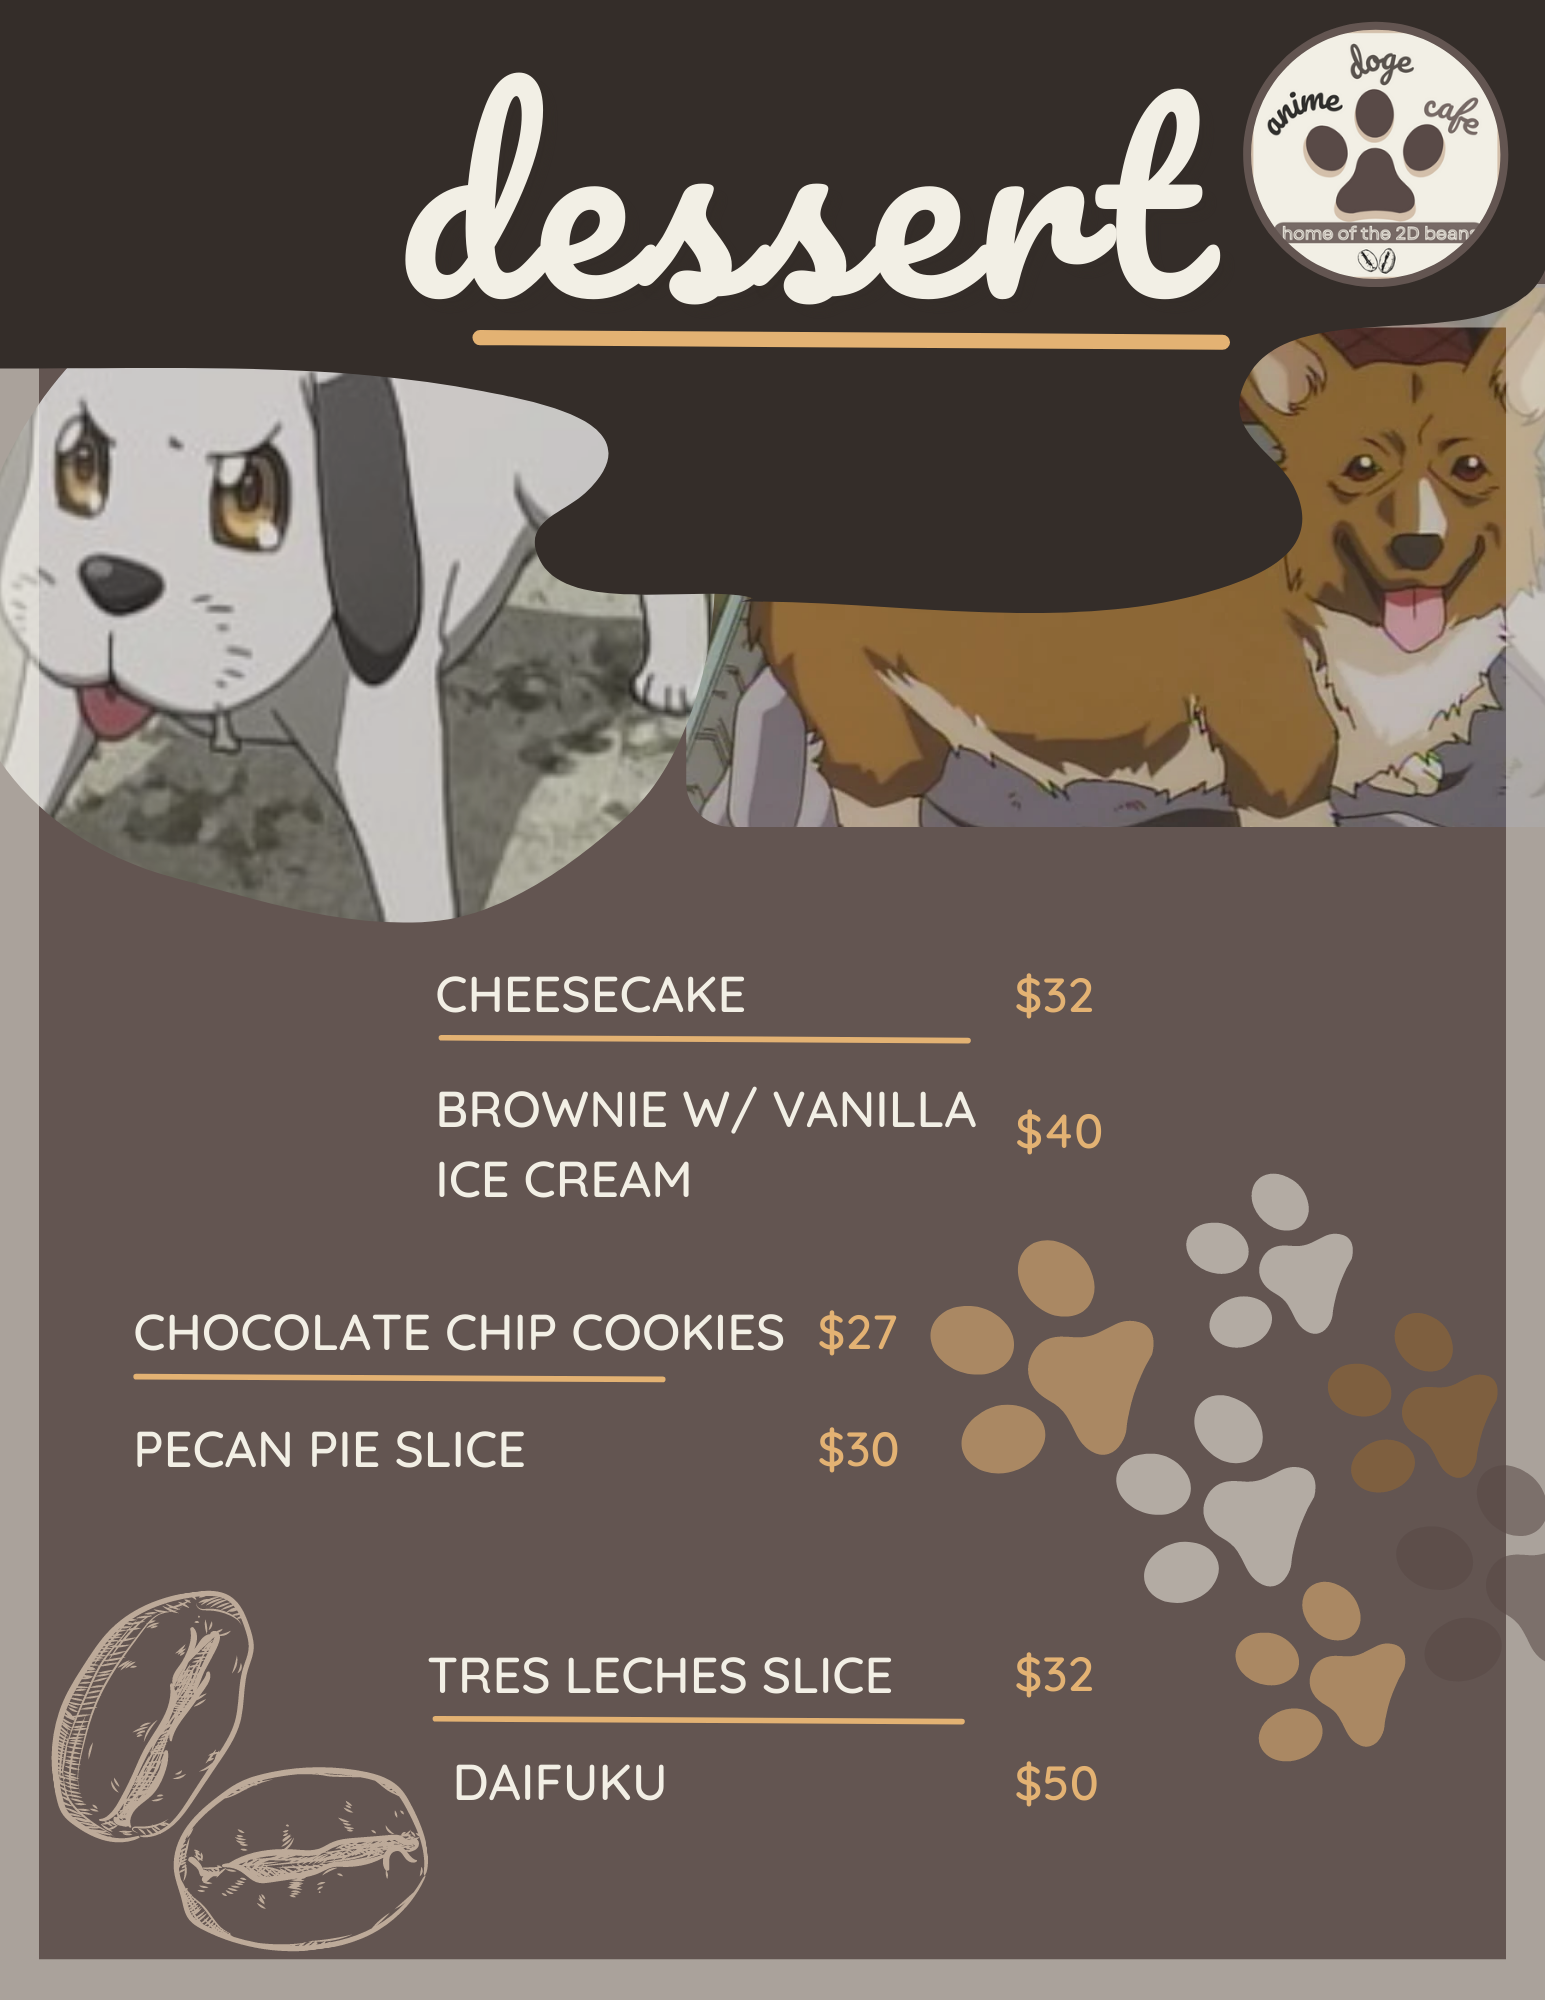 dessert
anime doge cafe
home of the 2D beans
CHEESECAKE $32
BROWNIE W/ VANILLA $40
ICE CREAM
CHOCOLATE CHIP COOKIES $27
PECAN PIE SLICE $30
TRES LECHES SLICE $32
DAIFUKU $50